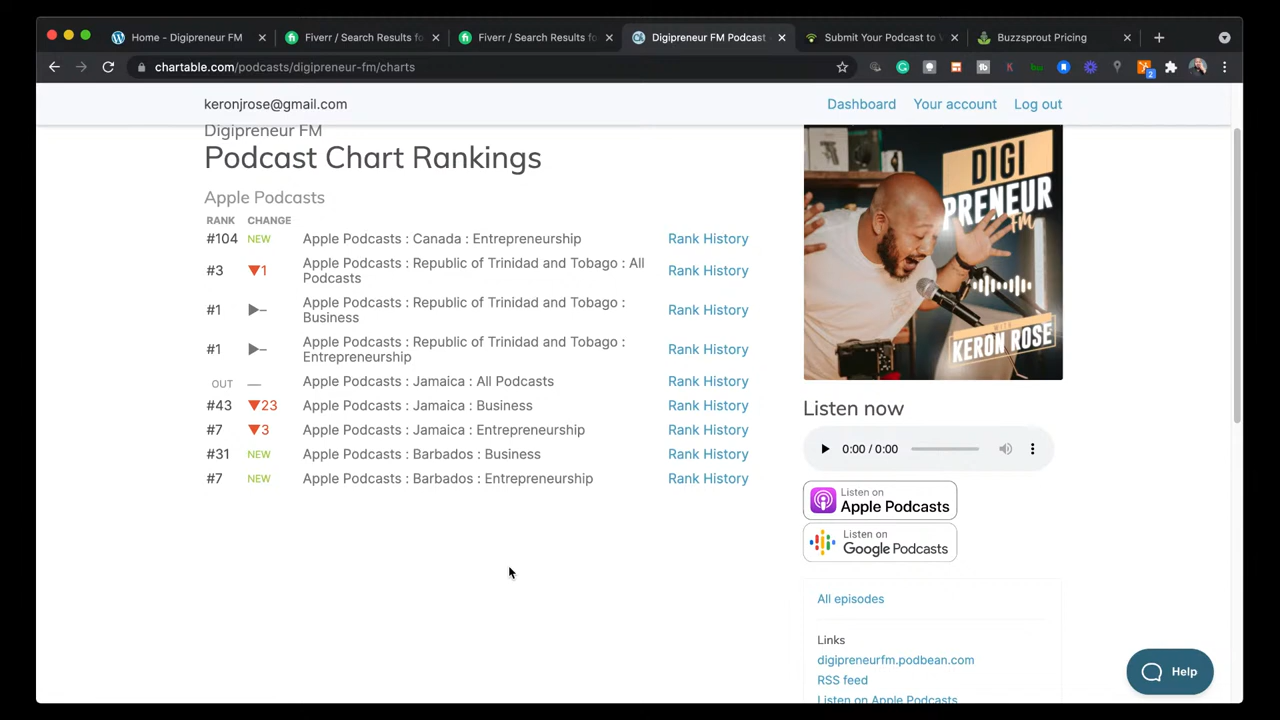 Home - Digipreneur FM
Fiverr / Search Results fo
Fiverr / Search Results fo
Digipreneur FM Podcast
Submit Your Podcast to
Buzzsprout Pricing
chartable.com/podcasts/digipreneur-fm/charts
2
keronjrose@gmail.com
Dashboard
Your account
Log out
Digipreneur FM
Podcast Chart Rankings
Apple Podcasts
RANK CHANGE
#104 NEW Apple Podcasts : Canada : Entrepreneurship Rank History
#3 ▼1 Apple Podcasts : Republic of Trinidad and Tobago : All
Podcasts Rank History
#1 Apple Podcasts : Republic of Trinidad and Tobago :
Business Rank History
#1 Apple Podcasts : Republic of Trinidad and Tobago :
Entrepreneurship Rank History
OUT — Apple Podcasts : Jamaica : All Podcasts Rank History
#43 ▼23 Apple Podcasts : Jamaica : Business Rank History
#7 ▼3 Apple Podcasts : Jamaica : Entrepreneurship Rank History
#31 NEW Apple Podcasts : Barbados : Business Rank History
#7 NEW Apple Podcasts : Barbados : Entrepreneurship Rank History
DIGI
PRENEUR
FM
WITH
KERON ROSE
Listen now
0:00 / 0:00
Listen on
Apple Podcasts
Listen on
Google Podcasts
All episodes
Links
digipreneurfm.podbean.com
RSS feed
Listen on Apple Podcasts
Help